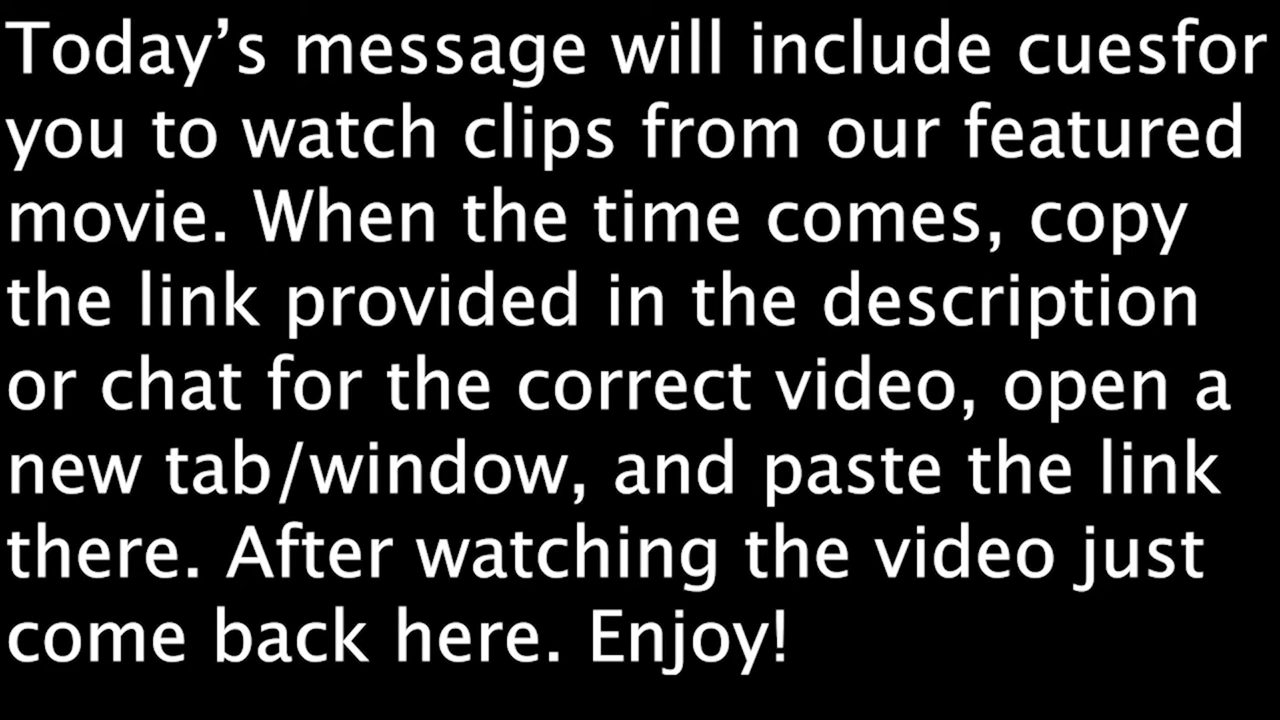 Today’s message will include cuesfor
you to watch clips from our featured
movie. When the time comes, copy
the link provided in the description
or chat for the correct video, open a
new tab/window, and paste the link
there. After watching the video just
come back here. Enjoy!